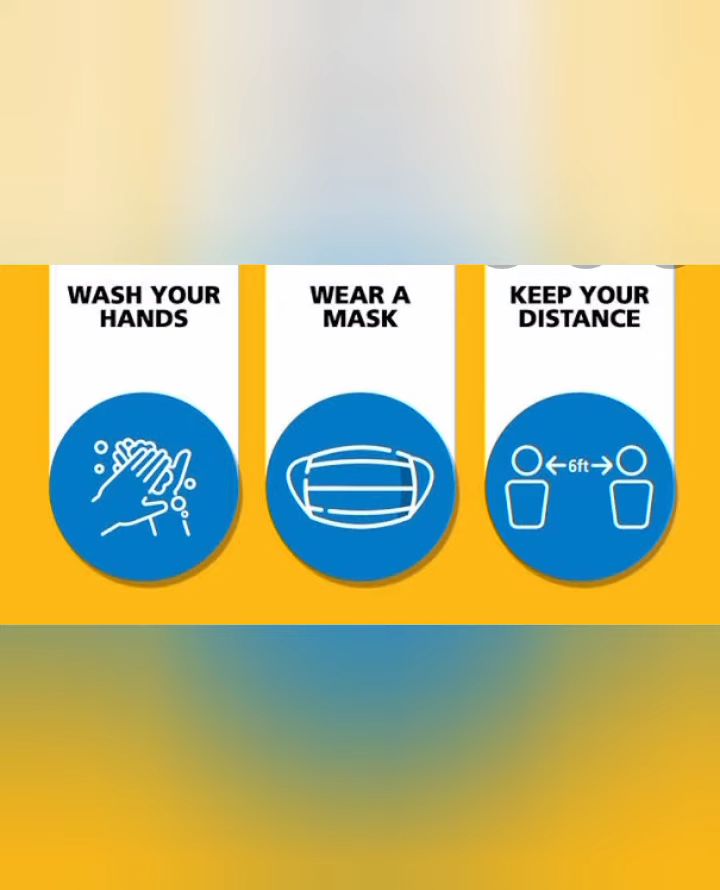 WASH YOUR
HANDS
WEAR A
MASK
KEEP YOUR
DISTANCE
6ft